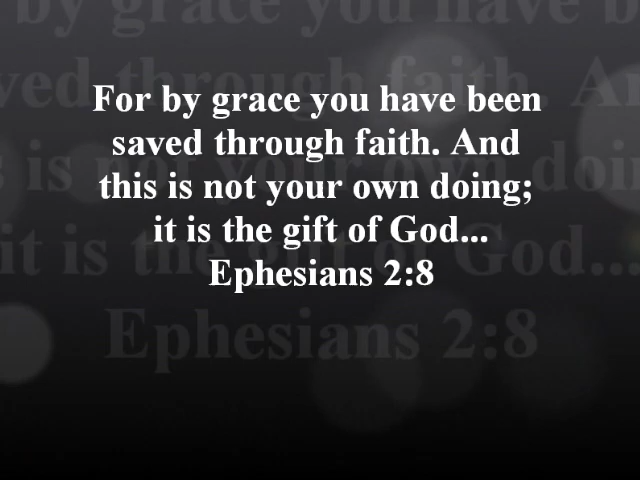 For by grace you have been
saved through faith. And
this is not your own doing;
it is the gift of God...
Ephesians 2:8